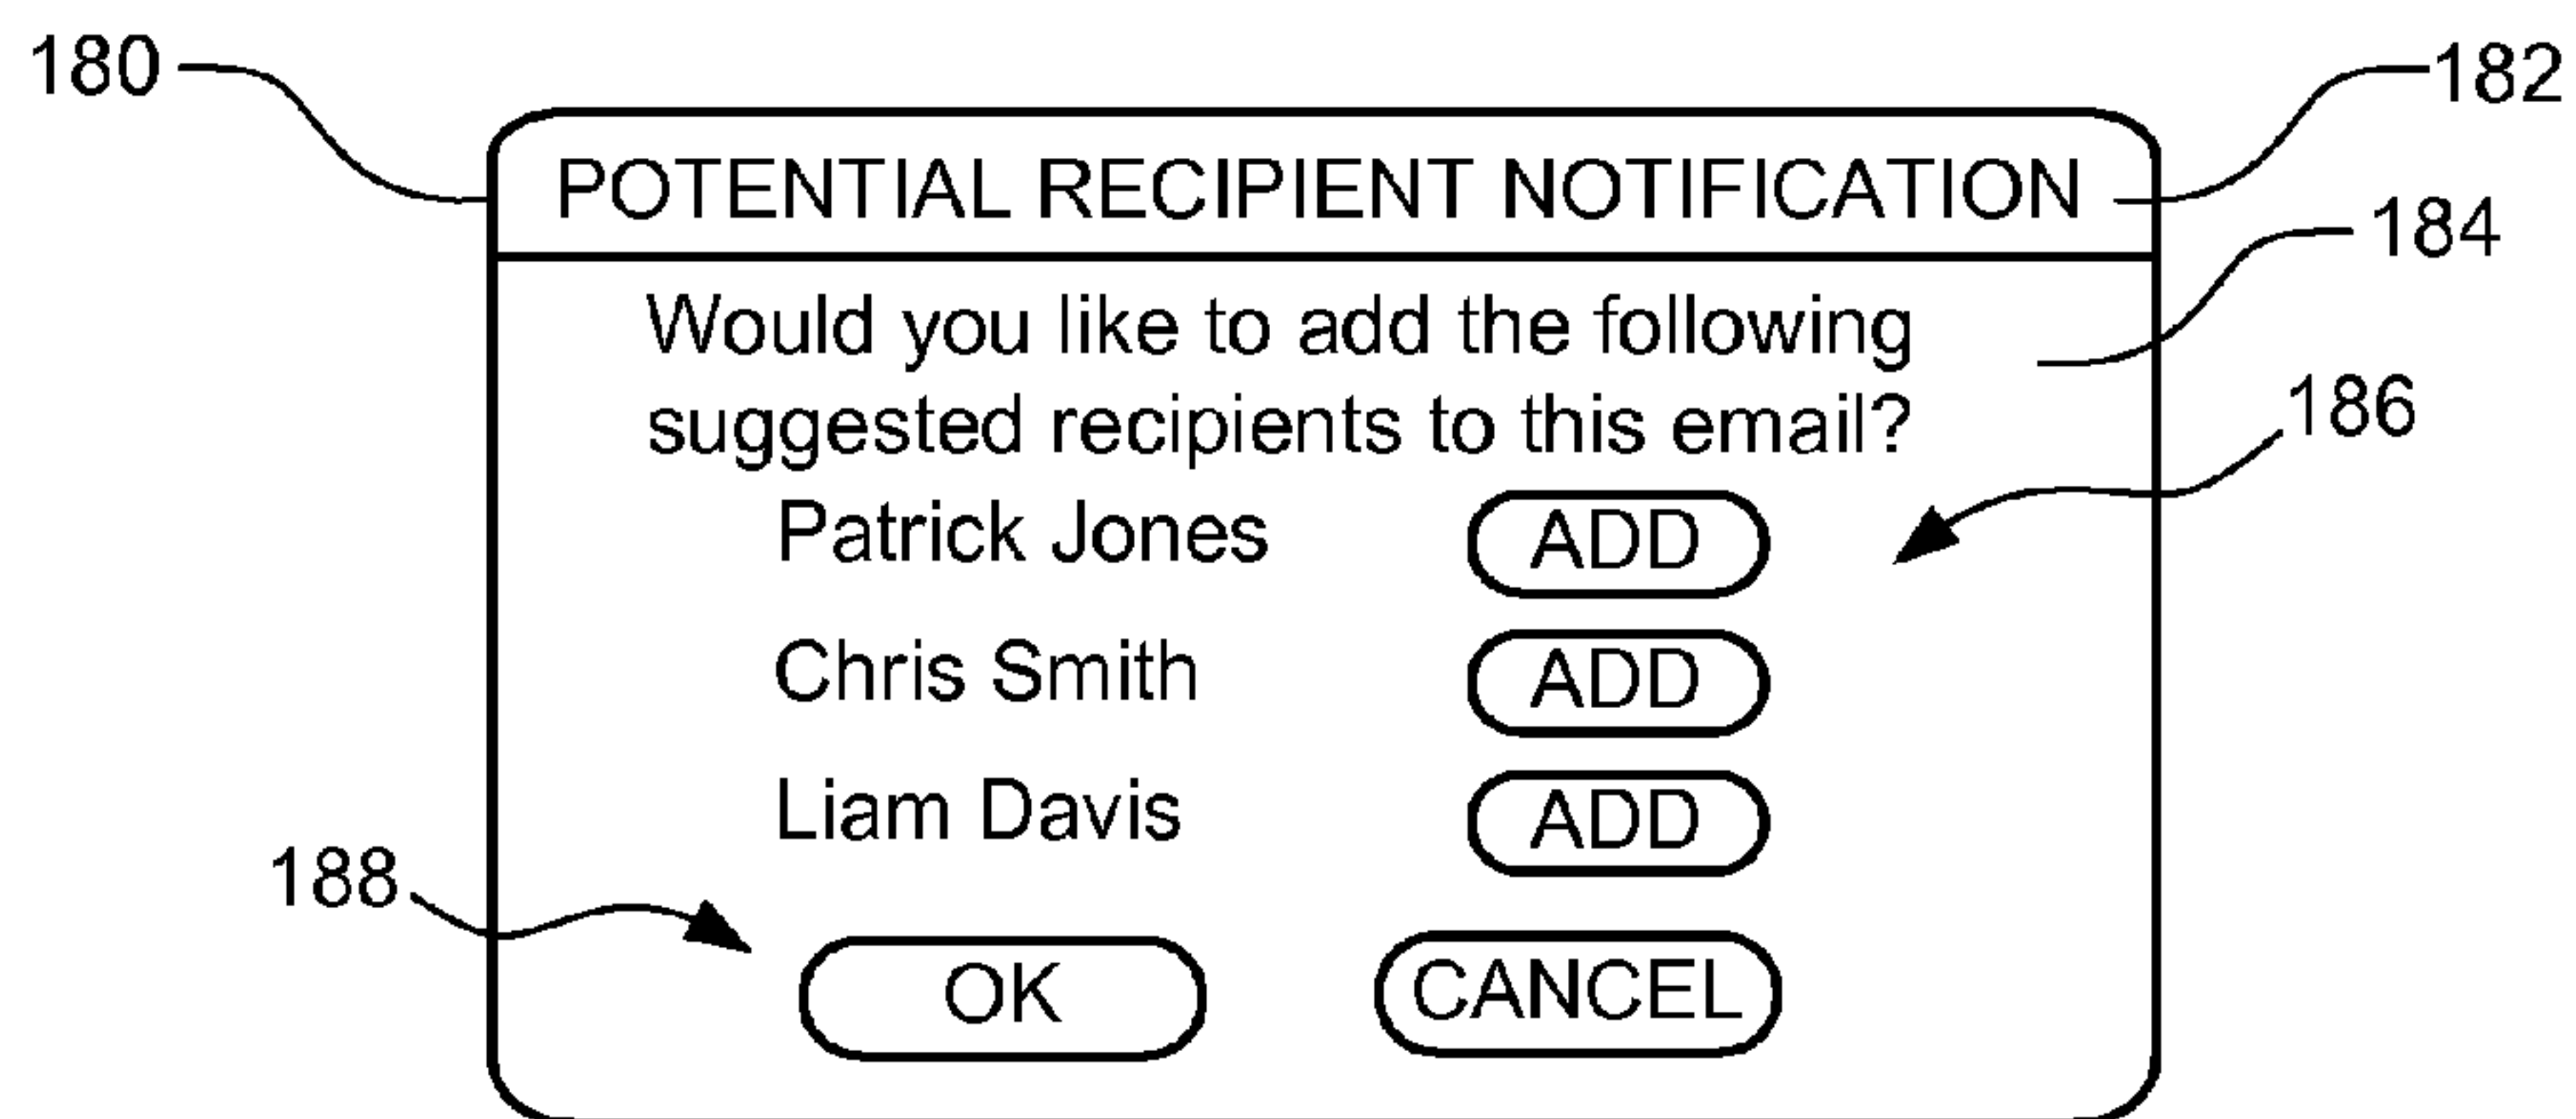 180
182
POTENTIAL RECIPIENT NOTIFICATION
184
Would you like to add the following
suggested recipients to this email?
186
Patrick Jones ADD
Chris Smith ADD
Liam Davis ADD
188
OK CANCEL